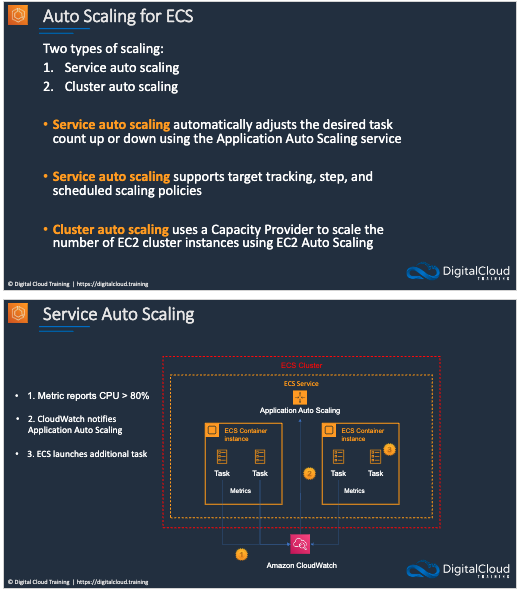 Auto Scaling for ECS
Two types of scaling:
1. Service auto scaling
2. Cluster auto scaling
• Service auto scaling automatically adjusts the desired task
count up or down using the Application Auto Scaling service
• Service auto scaling supports target tracking, step, and
scheduled scaling policies
• Cluster auto scaling uses a Capacity Provider to scale the
number of EC2 cluster instances using EC2 Auto Scaling
© Digital Cloud Training | https://digitalcloud.training
DigitalCloud
TRAINING
Service Auto Scaling
• 1. Metric reports CPU > 80%
• 2. CloudWatch notifies
Application Auto Scaling
• 3. ECS launches additional task
ECS Cluster
ECS Service
Application Auto Scaling
ECS Container
instance
Task
Task
Metrics
ECS Container
instance
3
Task
Task
Metrics
2
1
Amazon CloudWatch
© Digital Cloud Training | https://digitalcloud.training
DigitalCloud
TRAINING